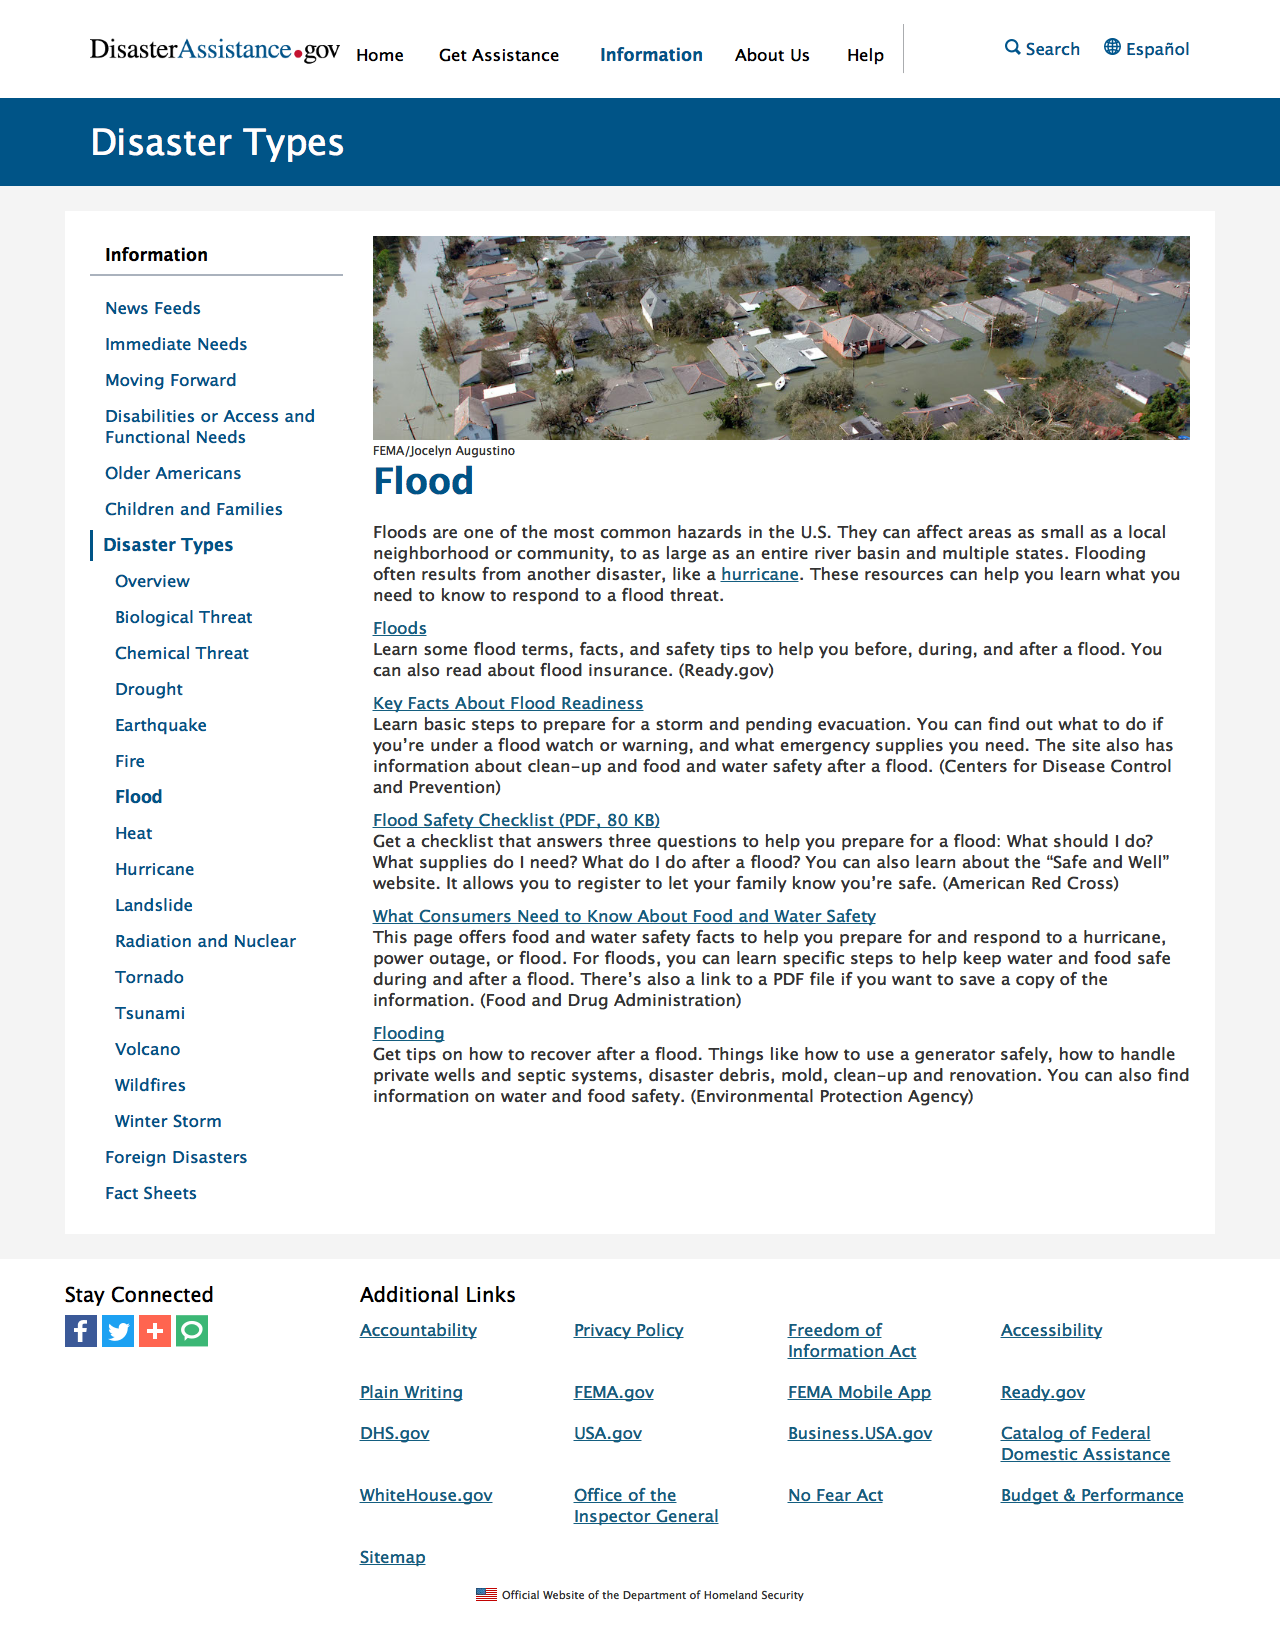 DisasterAssistance.gov
Home
Get Assistance
Information
About Us
Help
Search
Español
Disaster Types
Information
News Feeds
Immediate Needs
Moving Forward
Disabilities or Access and
Functional Needs
Older Americans
Children and Families
Disaster Types
Overview
Biological Threat
Chemical Threat
Drought
Earthquake
Fire
Flood
Heat
Hurricane
Landslide
Radiation and Nuclear
Tornado
Tsunami
Volcano
Wildfires
Winter Storm
Foreign Disasters
Fact Sheets
FEMA/Jocelyn Augustino
Flood
Floods are one of the most common hazards in the U.S. They can affect areas as small as a local
neighborhood or community, to as large as an entire river basin and multiple states. Flooding
often results from another disaster, like a hurricane. These resources can help you learn what you
need to know to respond to a flood threat.
Floods
Learn some flood terms, facts, and safety tips to help you before, during, and after a flood. You
can also read about flood insurance. (Ready.gov)
Key Facts About Flood Readiness
Learn basic steps to prepare for a storm and pending evacuation. You can find out what to do if
you’re under a flood watch or warning, and what emergency supplies you need. The site also has
information about clean-up and food and water safety after a flood. (Centers for Disease Control
and Prevention)
Flood Safety Checklist (PDF, 80 KB)
Get a checklist that answers three questions to help you prepare for a flood: What should I do?
What supplies do I need? What do I do after a flood? You can also learn about the “Safe and Well”
website. It allows you to register to let your family know you’re safe. (American Red Cross)
What Consumers Need to Know About Food and Water Safety
This page offers food and water safety facts to help you prepare for and respond to a hurricane,
power outage, or flood. For floods, you can learn specific steps to help keep water and food safe
during and after a flood. There’s also a link to a PDF file if you want to save a copy of the
information. (Food and Drug Administration)
Flooding
Get tips on how to recover after a flood. Things like how to use a generator safely, how to handle
private wells and septic systems, disaster debris, mold, clean-up and renovation. You can also find
information on water and food safety. (Environmental Protection Agency)
Stay Connected
Additional Links
Accountability
Privacy Policy
Freedom of
Information Act
Accessibility
Plain Writing
FEMA.gov
FEMA Mobile App
Ready.gov
DHS.gov
USA.gov
Business.USA.gov
Catalog of Federal
Domestic Assistance
WhiteHouse.gov
Office of the
Inspector General
No Fear Act
Budget & Performance
Sitemap
Official Website of the Department of Homeland Security